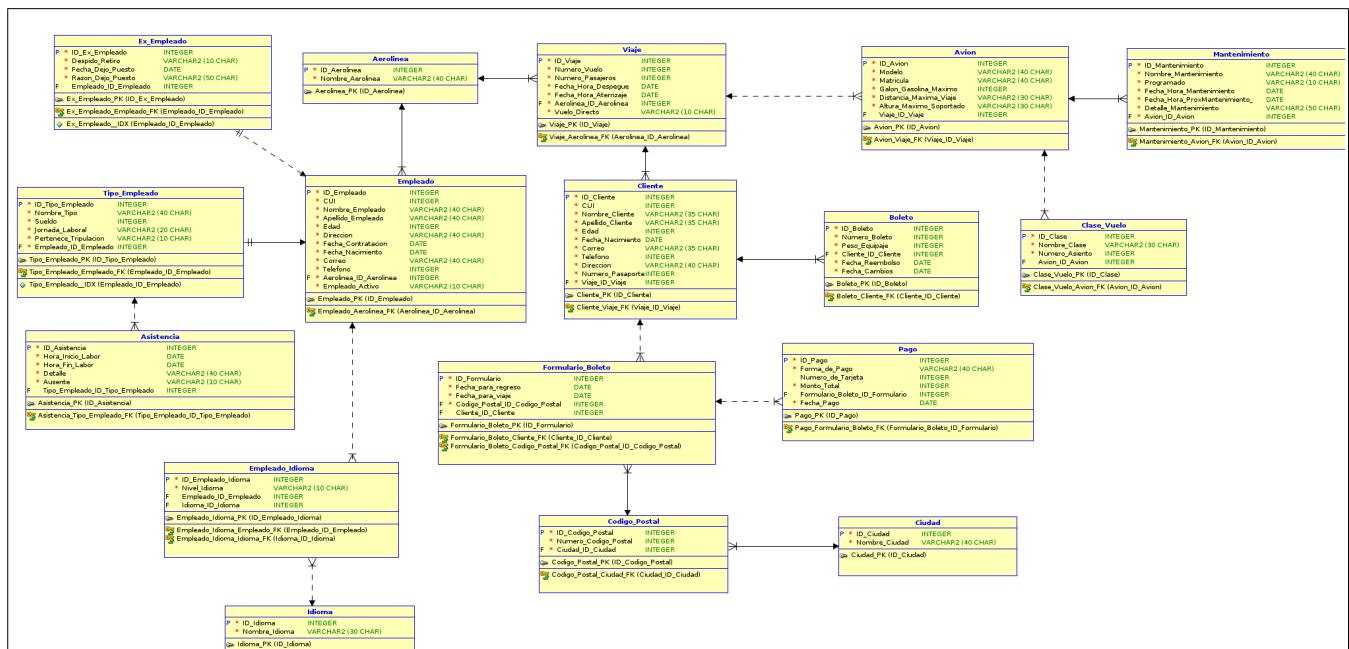 Ex_Empleado
P * ID_Ex_Empleado INTEGER
* Despido_Retiro VARCHAR2 (10 CHAR)
* Fecha_Dejo_Puesto DATE
* Razon_Dejo_Puesto VARCHAR2 (50 CHAR)
F Empleado_ID_Empleado INTEGER
Ex_Empleado_PK (ID_Ex_Empleado)
Ex_Empleado_Empleado_FK (Empleado_ID_Empleado)
Ex_Empleado__IDX (Empleado_ID_Empleado)
Aerolinea
P * ID_Aerolinea INTEGER
* Nombre_Aerolinea VARCHAR2 (40 CHAR)
Aerolinea_PK (ID_Aerolinea)
Viaje
P * ID_Viaje INTEGER
* Numero_Vuelo INTEGER
* Numero_Pasajeros INTEGER
* Fecha_Hora_Despegue DATE
* Fecha_Hora_Aterrizaje DATE
F * Aerolinea_ID_Aerolinea INTEGER
* Vuelo_Directo VARCHAR2 (10 CHAR)
Viaje_PK (ID_Viaje)
Viaje_Aerolinea_FK (Aerolinea_ID_Aerolinea)
Avion
P * ID_Avion INTEGER
* Modelo VARCHAR2 (40 CHAR)
* Matricula VARCHAR2 (40 CHAR)
* Galon_Gasolina_Maximo INTEGER
* Distancia_Maxima_Viaje VARCHAR2 (30 CHAR)
* Altura_Maximo_Soportado VARCHAR2 (30 CHAR)
F Viaje_ID_Viaje INTEGER
Avion_PK (ID_Avion)
Avion_Viaje_FK (Viaje_ID_Viaje)
Mantenimiento
P * ID_Mantenimiento INTEGER
* Nombre_Mantenimiento VARCHAR2 (40 CHAR)
* Programado VARCHAR2 (10 CHAR)
* Fecha_Hora_Mantenimiento DATE
* Fecha_Hora_ProxMantenimiento_ DATE
* Detalle_Mantenimiento VARCHAR2 (50 CHAR)
F * Avion_ID_Avion INTEGER
Mantenimiento_PK (ID_Mantenimiento)
Mantenimiento_Avion_FK (Avion_ID_Avion)
Tipo_Empleado
P * ID_Tipo_Empleado INTEGER
* Nombre_Tipo VARCHAR2 (40 CHAR)
* Sueldo INTEGER
* Jornada_Laboral VARCHAR2 (20 CHAR)
* Pertenece_Tripulacion VARCHAR2 (10 CHAR)
F * Empleado_ID_Empleado INTEGER
Tipo_Empleado_PK (ID_Tipo_Empleado)
Tipo_Empleado_Empleado_FK (Empleado_ID_Empleado)
Tipo_Empleado__IDX (Empleado_ID_Empleado)
Empleado
P * ID_Empleado INTEGER
* CUI INTEGER
* Nombre_Empleado VARCHAR2 (40 CHAR)
* Apellido_Empleado VARCHAR2 (40 CHAR)
* Edad INTEGER
* Direccion VARCHAR2 (40 CHAR)
* Fecha_Contratacion DATE
* Fecha_Nacimiento DATE
* Correo VARCHAR2 (40 CHAR)
* Telefono INTEGER
F * Aerolinea_ID_Aerolinea INTEGER
* Empleado_Activo VARCHAR2 (10 CHAR)
Empleado_PK (ID_Empleado)
Empleado_Aerolinea_FK (Aerolinea_ID_Aerolinea)
Cliente
P * ID_Cliente INTEGER
* CUI INTEGER
* Nombre_Cliente VARCHAR2 (35 CHAR)
* Apellido_Cliente VARCHAR2 (35 CHAR)
* Edad INTEGER
* Fecha_Nacimiento DATE
* Correo VARCHAR2 (35 CHAR)
* Telefono INTEGER
* Direccion VARCHAR2 (40 CHAR)
* Numero_Pasaporte INTEGER
F * Viaje_ID_Viaje INTEGER
Cliente_PK (ID_Cliente)
Cliente_Viaje_FK (Viaje_ID_Viaje)
Boleto
P * ID_Boleto INTEGER
* Numero_Boleto INTEGER
* Peso_Equipaje INTEGER
F * Cliente_ID_Cliente INTEGER
* Fecha_Reembolso DATE
* Fecha_Cambios DATE
Boleto_PK (ID_Boleto)
Boleto_Cliente_FK (Cliente_ID_Cliente)
Clase_Vuelo
P * ID_Clase INTEGER
* Nombre_Clase VARCHAR2 (30 CHAR)
* Numero_Asiento INTEGER
F Avion_ID_Avion INTEGER
Clase_Vuelo_PK (ID_Clase)
Clase_Vuelo_Avion_FK (Avion_ID_Avion)
Asistencia
P * ID_Asistencia INTEGER
* Hora_Inicio_Labor DATE
* Hora_Fin_Labor DATE
* Detalle VARCHAR2 (40 CHAR)
* Ausente VARCHAR2 (10 CHAR)
F Tipo_Empleado_ID_Tipo_Empleado INTEGER
Asistencia_PK (ID_Asistencia)
Asistencia_Tipo_Empleado_FK (Tipo_Empleado_ID_Tipo_Empleado)
Formulario_Boleto
P * ID_Formulario INTEGER
* Fecha_para_regreso DATE
* Fecha_para_viaje DATE
F * Codigo_Postal_ID_Codigo_Postal INTEGER
F Cliente_ID_Cliente INTEGER
Formulario_Boleto_PK (ID_Formulario)
Formulario_Boleto_Cliente_FK (Cliente_ID_Cliente)
Formulario_Boleto_Codigo_Postal_FK (Codigo_Postal_ID_Codigo_Postal)
Pago
P * ID_Pago INTEGER
* Forma_de_Pago VARCHAR2 (40 CHAR)
Numero_de_Tarjeta INTEGER
* Monto_Total INTEGER
F Formulario_Boleto_ID_Formulario INTEGER
* Fecha_Pago DATE
Pago_PK (ID_Pago)
Pago_Formulario_Boleto_FK (Formulario_Boleto_ID_Formulario)
Empleado_Idioma
P * ID_Empleado_Idioma INTEGER
* Nivel_Idioma VARCHAR2 (10 CHAR)
F Empleado_ID_Empleado INTEGER
F Idioma_ID_Idioma INTEGER
Empleado_Idioma_PK (ID_Empleado_Idioma)
Empleado_Idioma_Empleado_FK (Empleado_ID_Empleado)
Empleado_Idioma_Idioma_FK (Idioma_ID_Idioma)
Codigo_Postal
P * ID_Codigo_Postal INTEGER
* Numero_Codigo_Postal INTEGER
F * Ciudad_ID_Ciudad INTEGER
Codigo_Postal_PK (ID_Codigo_Postal)
Codigo_Postal_Ciudad_FK (Ciudad_ID_Ciudad)
Ciudad
P * ID_Ciudad INTEGER
* Nombre_Ciudad VARCHAR2 (40 CHAR)
Ciudad_PK (ID_Ciudad)
Idioma
P * ID_Idioma INTEGER
* Nombre_Idioma VARCHAR2 (30 CHAR)
Idioma_PK (ID_Idioma)